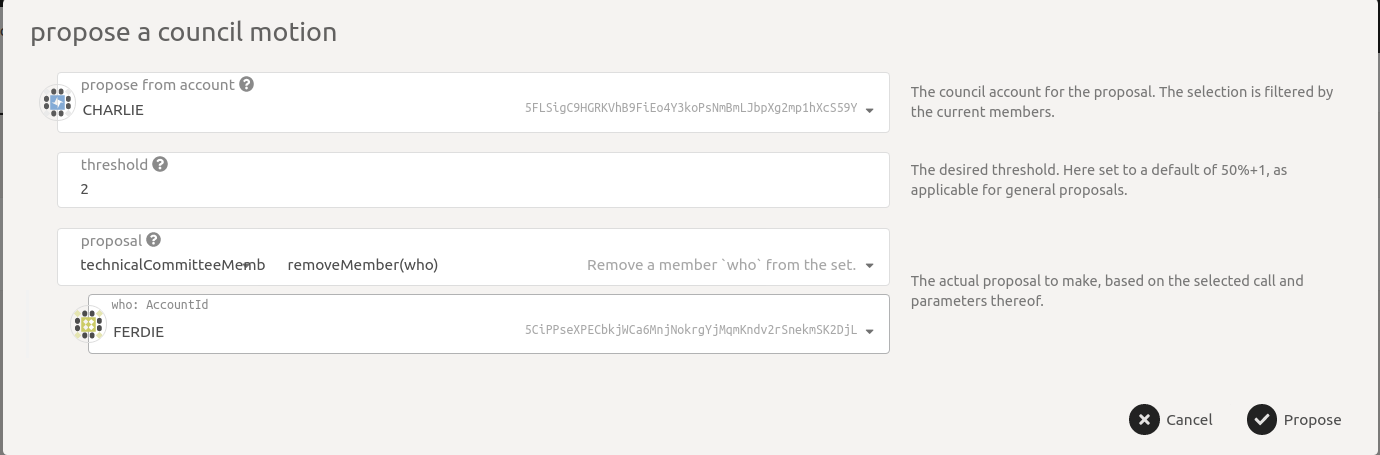 propose a council motion
propose from account
CHARLIE 5FLSigC9HGRKVhB9FiEo4Y3koPsNmBmLJbpXg2mp1hXcS59Y
The council account for the proposal. The selection is filtered by
the current members.
threshold
2
The desired threshold. Here set to a default of 50%+1, as
applicable for general proposals.
proposal
technicalCommitteeMemb removeMember(who) Remove a member `who` from the set.
The actual proposal to make, based on the selected call and
parameters thereof.
who: AccountId
FERDIE 5CiPPseXPECbkjWCa6MnjNokrgYjMqmKndv2rSnekmSK2DjL
Cancel Propose